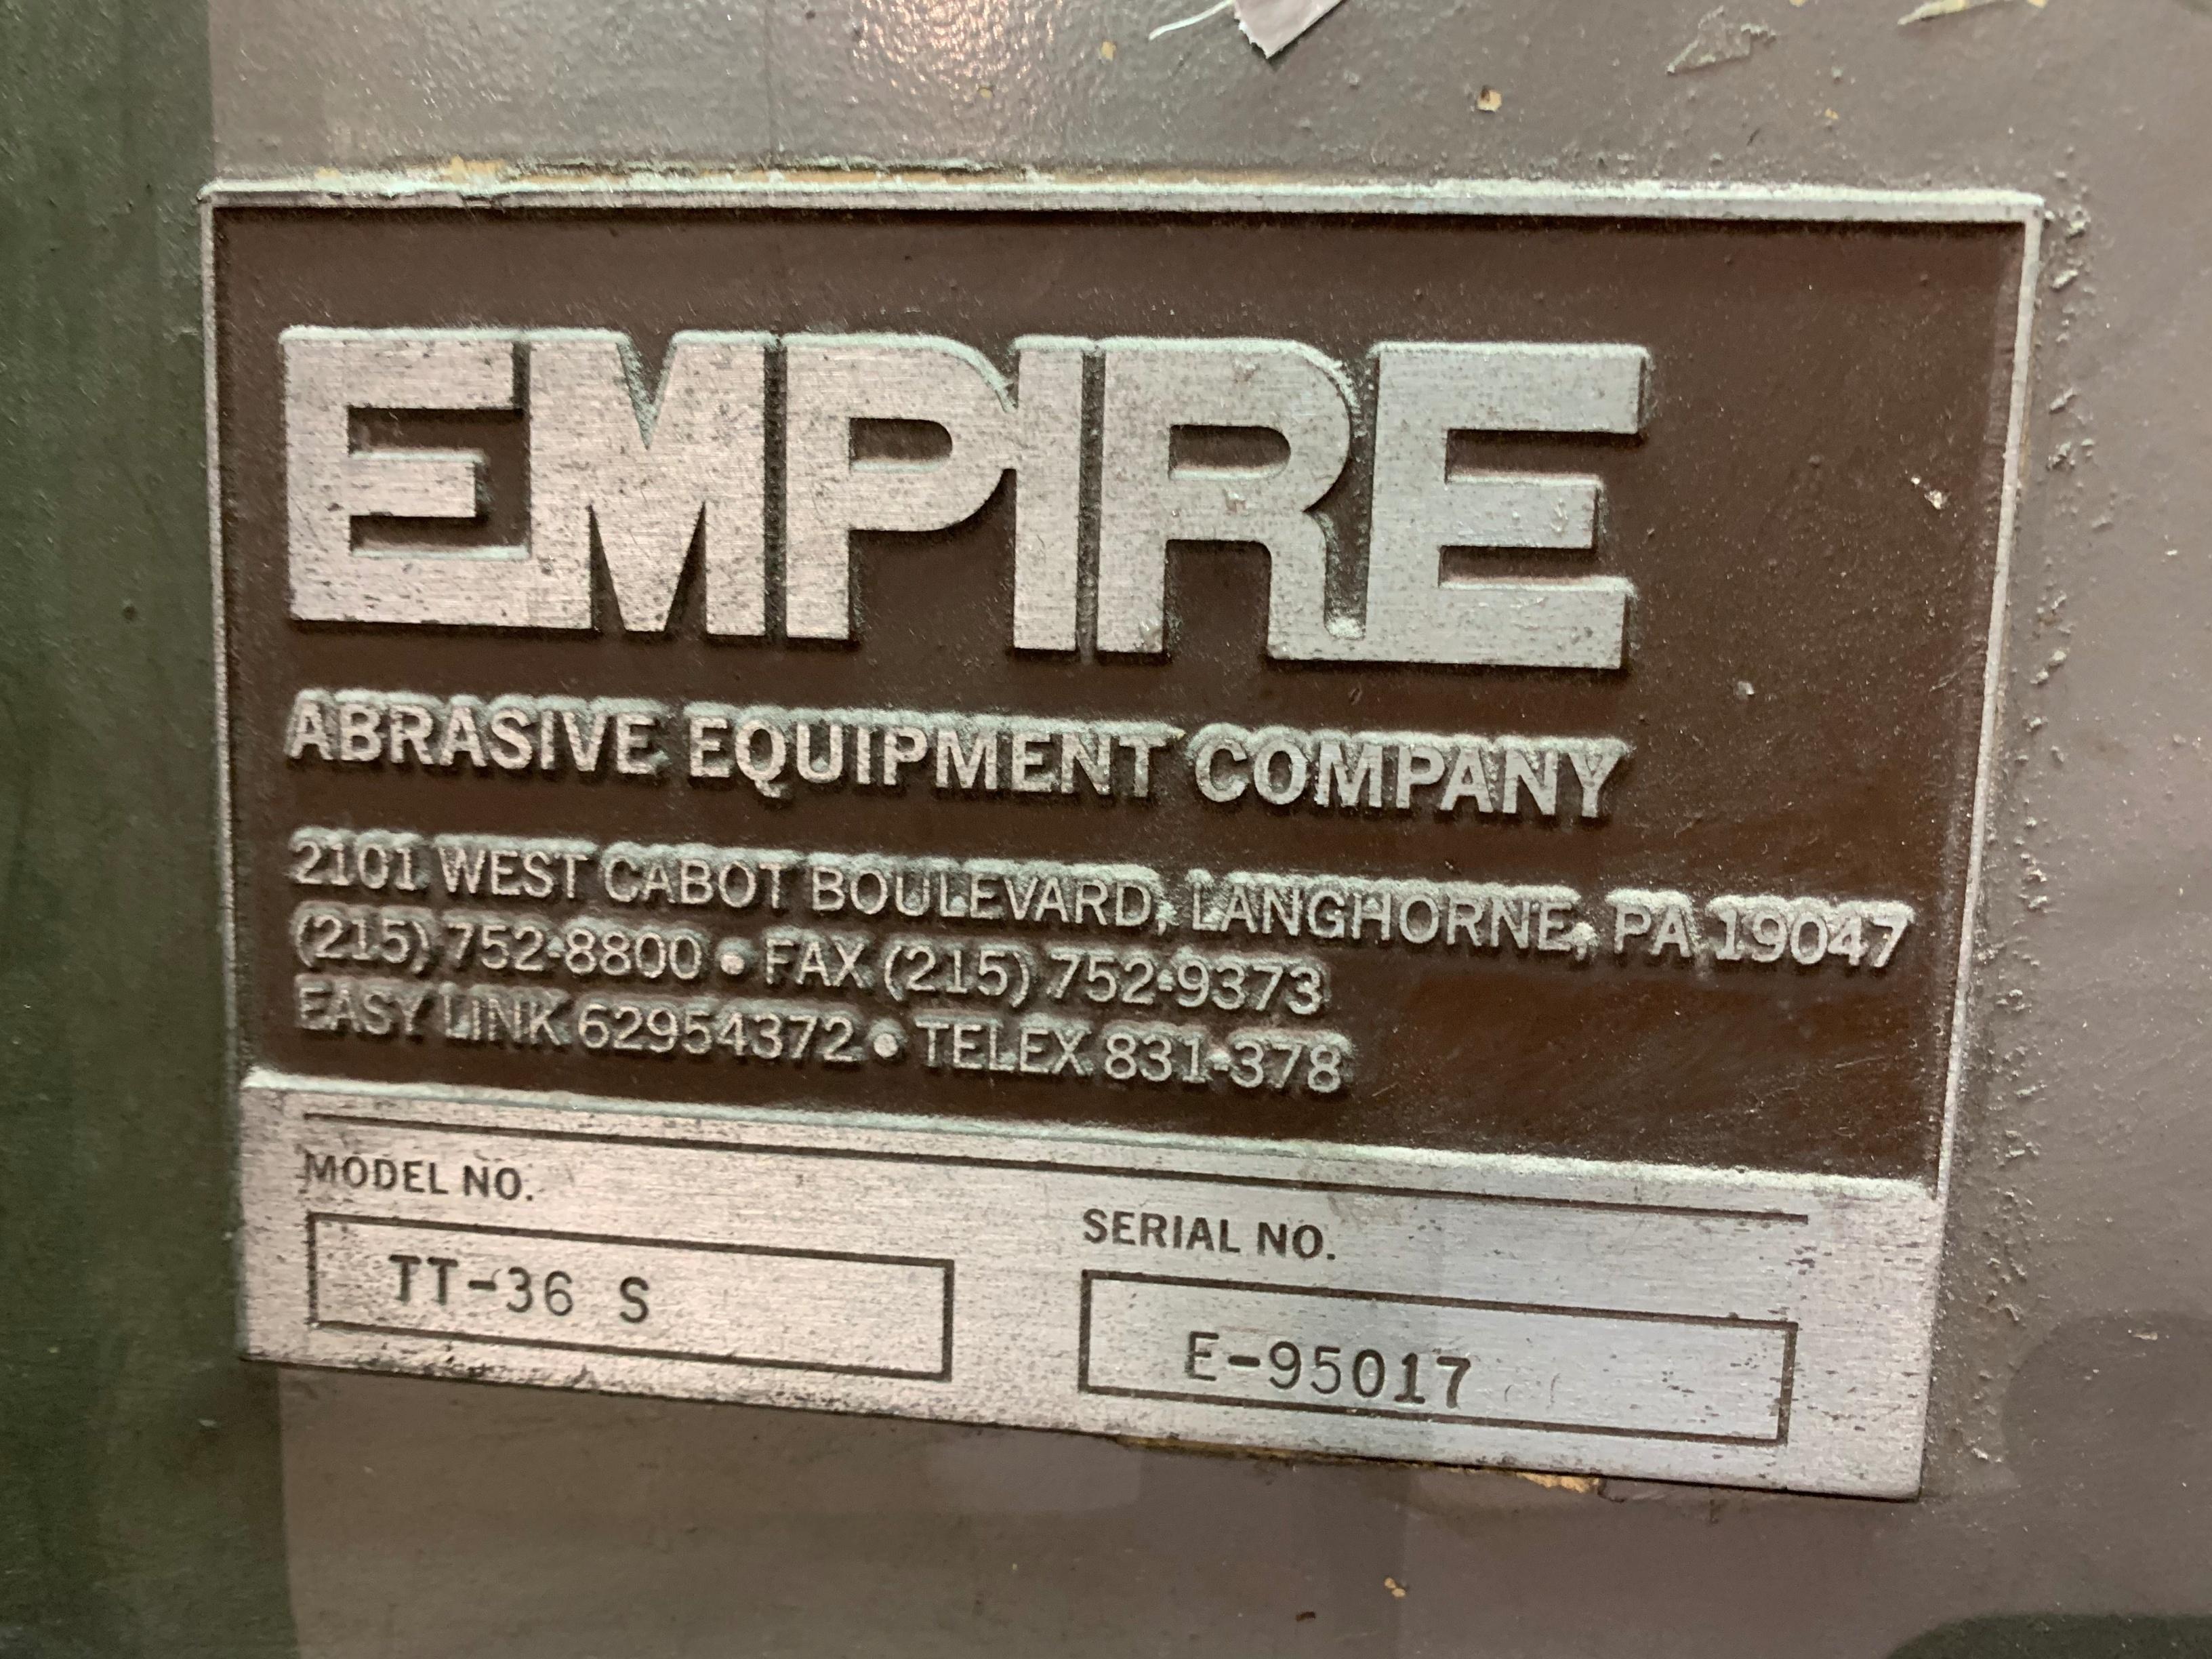 EMPIRE
ABRASIVE EQUIPMENT COMPANY
2101 WEST CABOT BOULEVARD, LANGHORNE, PA 19047
(215) 752-8800 • FAX (215) 752-9373
EASY LINK 62954372 • TELEX 831-378
MODEL NO.
TT-36 S
SERIAL NO.
E-95017